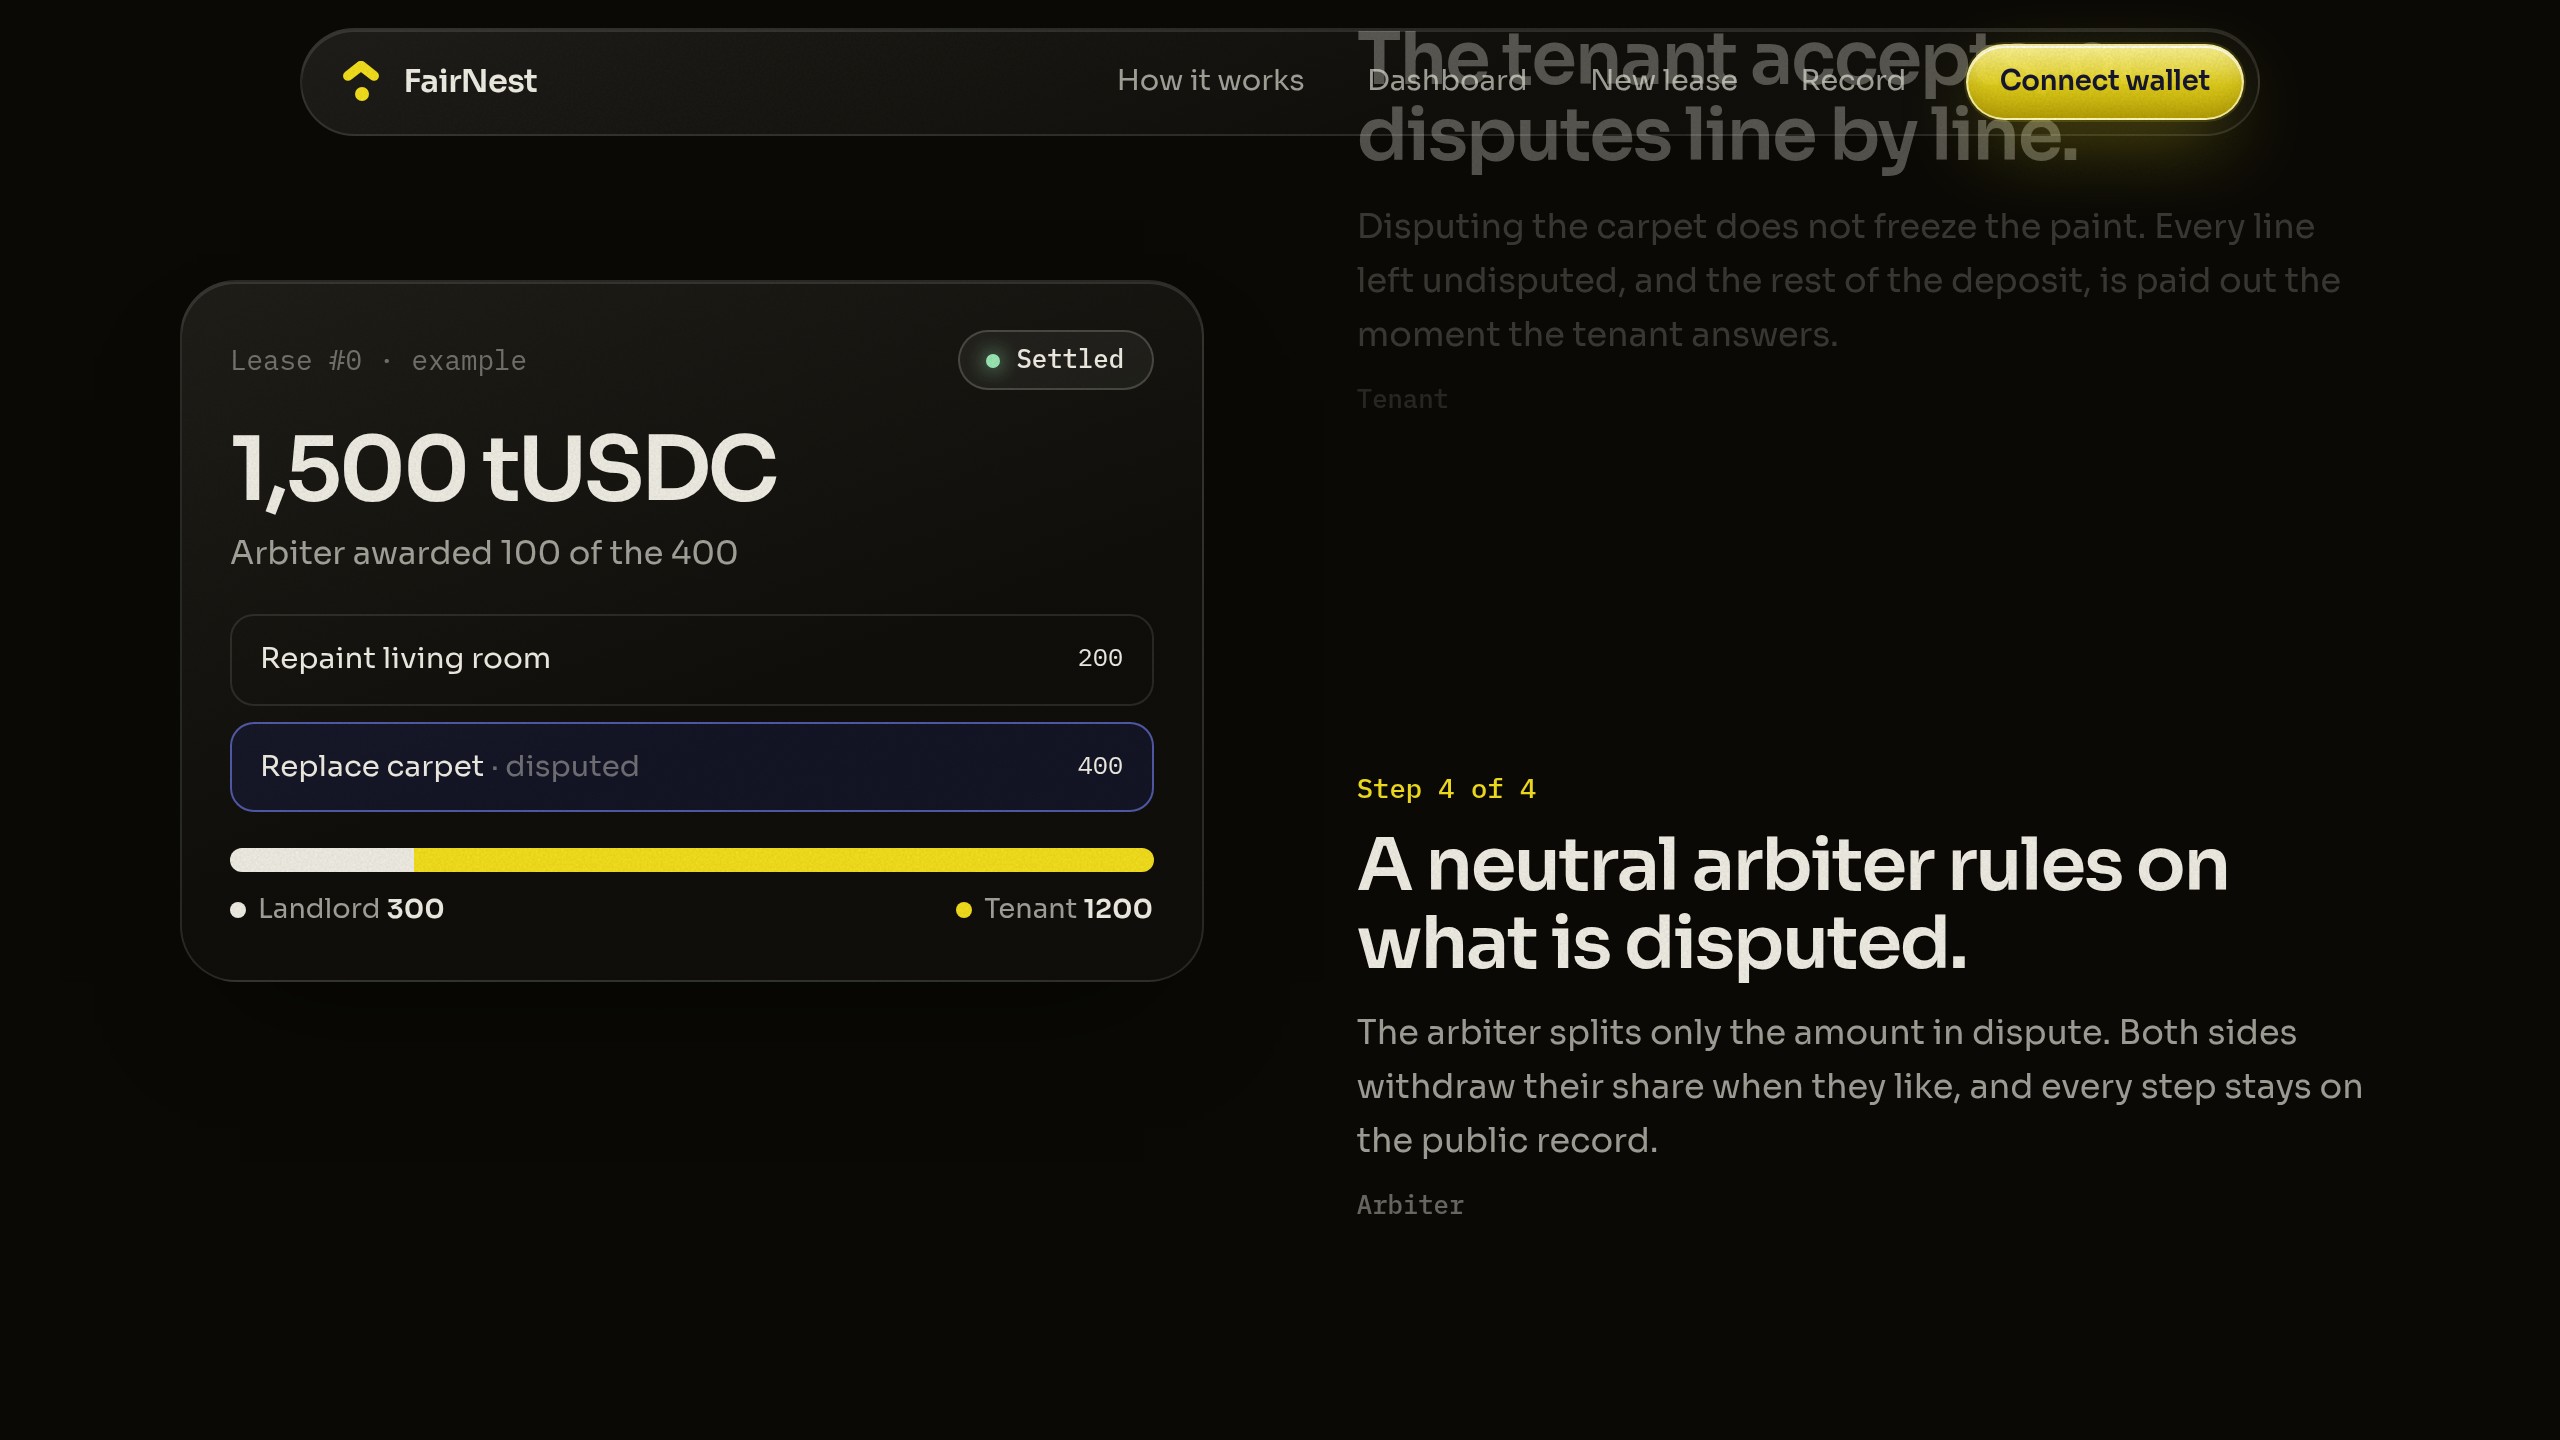 FairNest
How it works
Dashboard
New lease
Record
Connect wallet
The tenant accept
disputes line by line.
Disputing the carpet does not freeze the paint. Every line
left undisputed, and the rest of the deposit, is paid out the
moment the tenant answers.
Tenant
Lease #0 · example
Settled
1,500 tUSDC
Arbiter awarded 100 of the 400
Repaint living room 200
Replace carpet · disputed 400
Landlord 300
Tenant 1200
Step 4 of 4
A neutral arbiter rules on
what is disputed.
The arbiter splits only the amount in dispute. Both sides
withdraw their share when they like, and every step stays on
the public record.
Arbiter